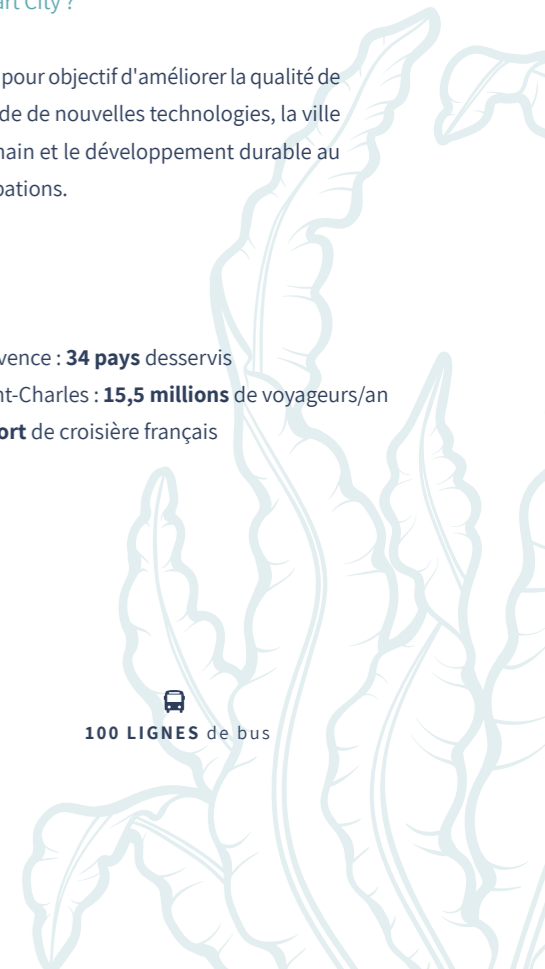 art City ?
pour objectif d'améliorer la qualité de
de de nouvelles technologies, la ville
nain et le développement durable au
pations.
vence : 34 pays desservis
nt-Charles : 15,5 millions de voyageurs/an
ort de croisière français
100 LIGNES de bus